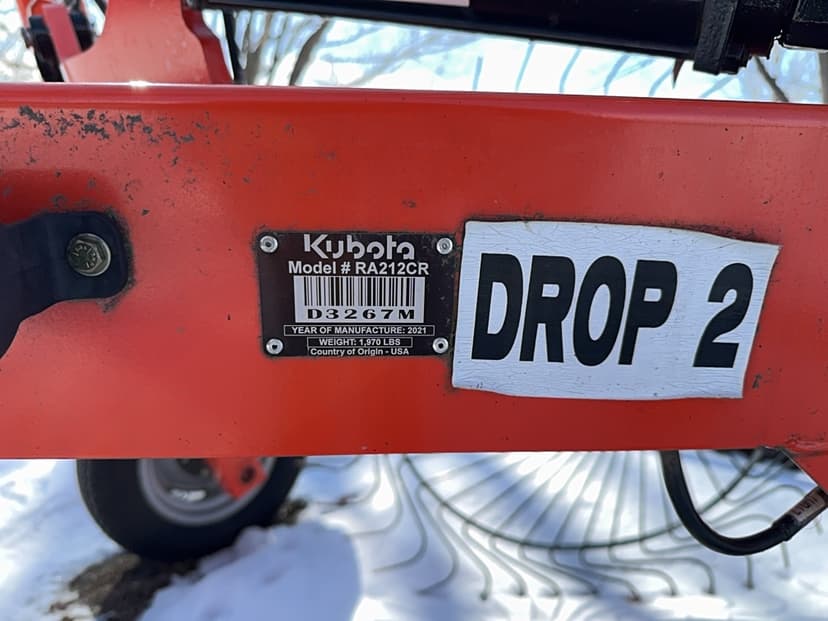 Kubota
Model # RA212CR
D3267M
YEAR OF MANUFACTURE: 2021
WEIGHT: 1,970 LBS
Country of Origin - USA
DROP 2